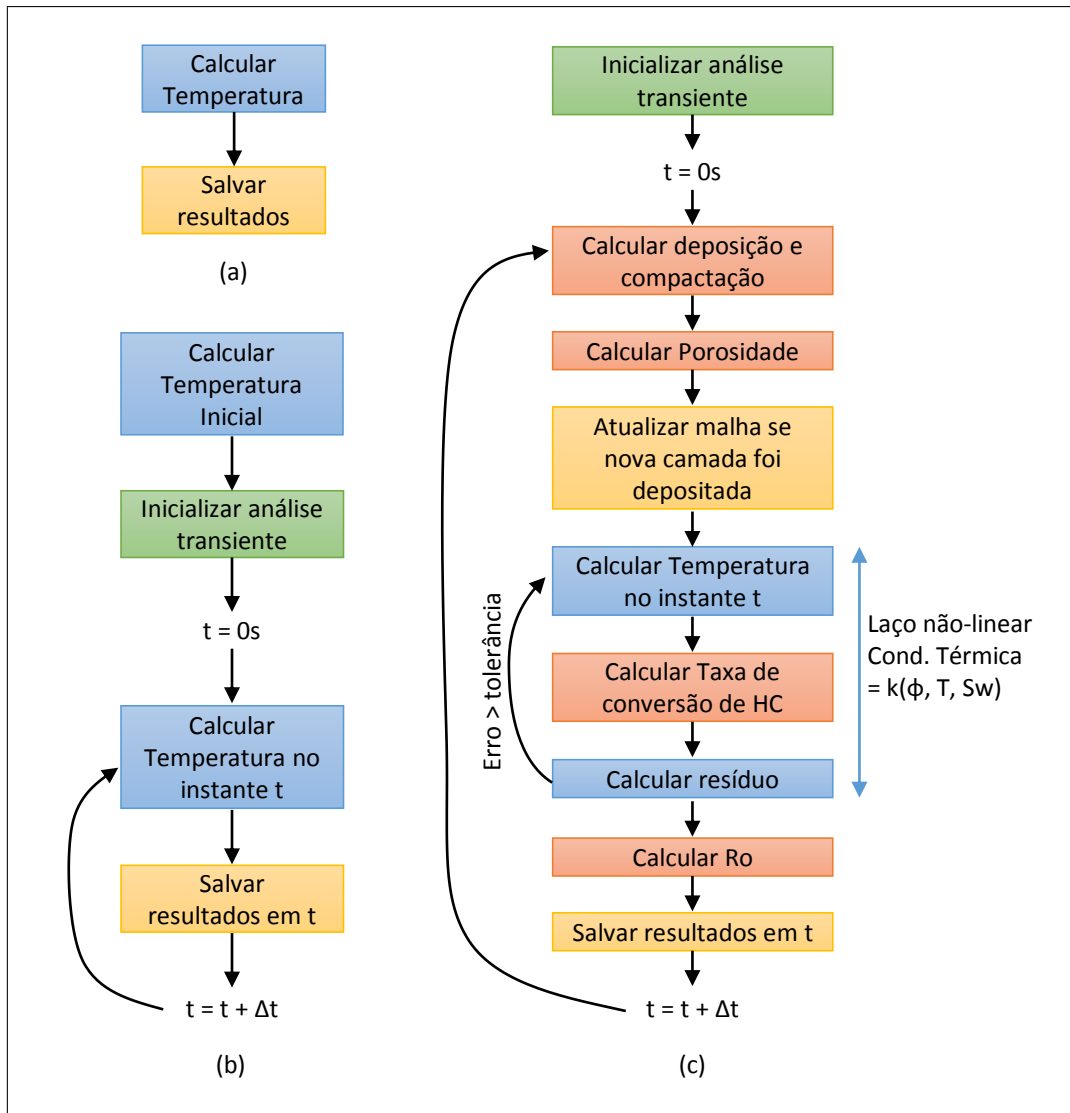 Calcular
Temperatura
Salvar
resultados
(a)
Calcular
Temperatura
Inicial
Inicializar análise
transiente
t = 0s
Calcular
Temperatura no
instante t
Salvar
resultados em t
t = t + Δt
(b)
Inicializar análise
transiente
t = 0s
Calcular deposição e
compactação
Calcular Porosidade
Atualizar malha se
nova camada foi
depositada
Calcular Temperatura
no instante t
Calcular Taxa de
conversão de HC
Calcular resíduo
Erro > tolerância
Laço não-linear
Cond. Térmica
= k(ϕ, T, Sw)
Calcular Ro
Salvar resultados em t
t = t + Δt
(c)